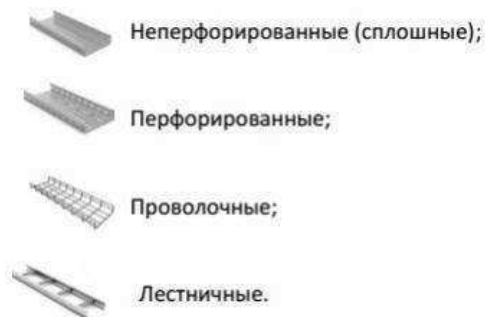 Неперфорированные (сплошные);
Перфорированные;
Проволочные;
Лестничные.